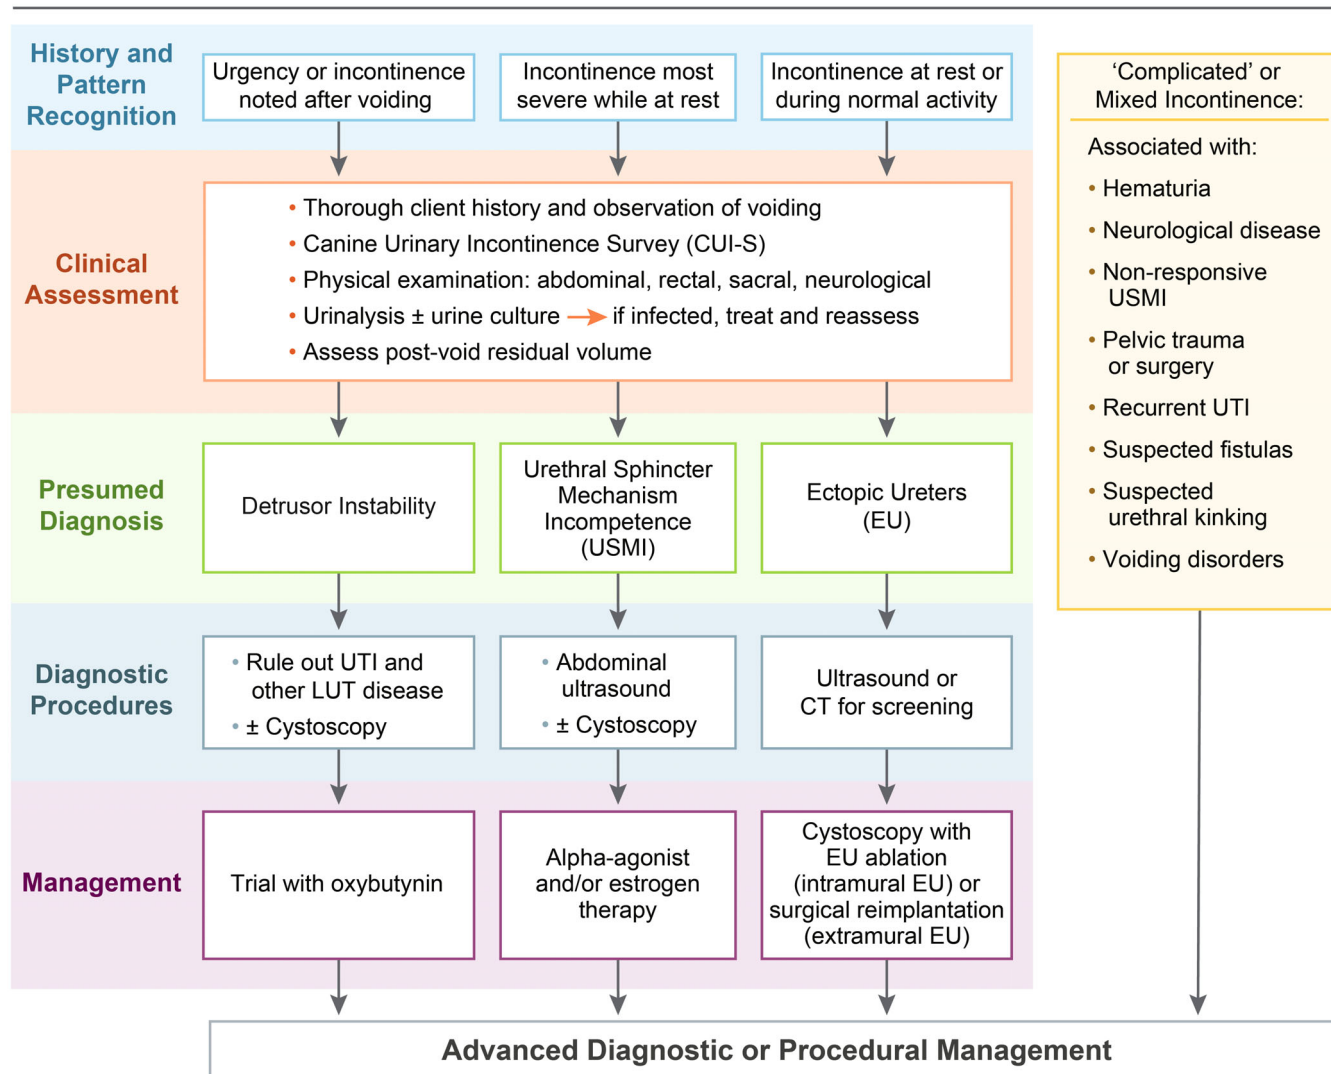 History and
Pattern
Recognition
Urgency or incontinence
noted after voiding
Incontinence most
severe while at rest
Incontinence at rest or
during normal activity
Clinical
Assessment
• Thorough client history and observation of voiding
• Canine Urinary Incontinence Survey (CUI-S)
• Physical examination: abdominal, rectal, sacral, neurological
• Urinalysis ± urine culture → if infected, treat and reassess
• Assess post-void residual volume
Presumed
Diagnosis
Detrusor Instability
Urethral Sphincter
Mechanism
Incompetence
(USMI)
Ectopic Ureters
(EU)
Diagnostic
Procedures
• Rule out UTI and
other LUT disease
• ± Cystoscopy
• Abdominal
ultrasound
• ± Cystoscopy
Ultrasound or
CT for screening
Management
Trial with oxybutynin
Alpha-agonist
and/or estrogen
therapy
Cystoscopy with
EU ablation
(intramural EU) or
surgical reimplantation
(extramural EU)
‘Complicated’ or
Mixed Incontinence:
Associated with:
• Hematuria
• Neurological disease
• Non-responsive
USMI
• Pelvic trauma
or surgery
• Recurrent UTI
• Suspected fistulas
• Suspected
urethral kinking
• Voiding disorders
Advanced Diagnostic or Procedural Management